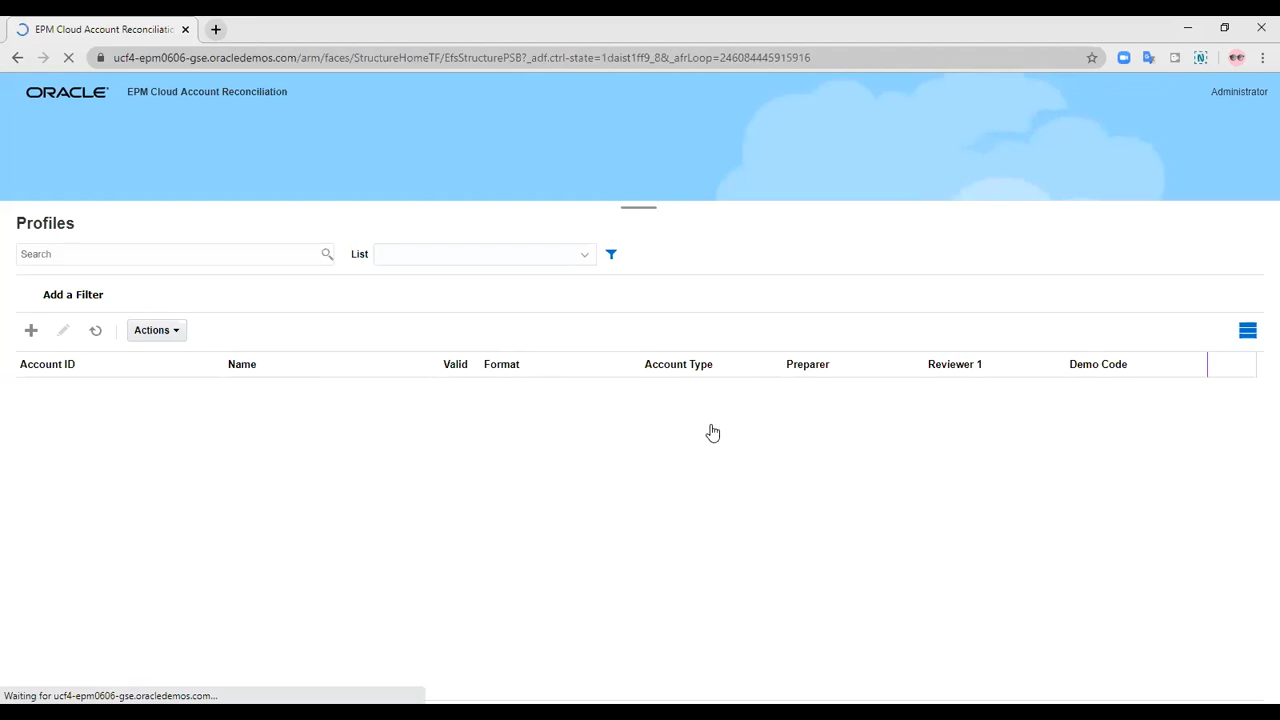 EPM Cloud Account Reconciliatic
ucf4-epm0606-gse.oracledemos.com/arm/faces/StructureHomeTF/EfsStructurePSB?_adf.ctrl-state=1daist1ff9_8&_afrLoop=246084445915916
ORACLE EPM Cloud Account Reconciliation Administrator
Profiles
Search List
Add a Filter
Actions
Account ID Name Valid Format Account Type Preparer Reviewer 1 Demo Code
Waiting for ucf4-epm0606-gse.oracledemos.com...